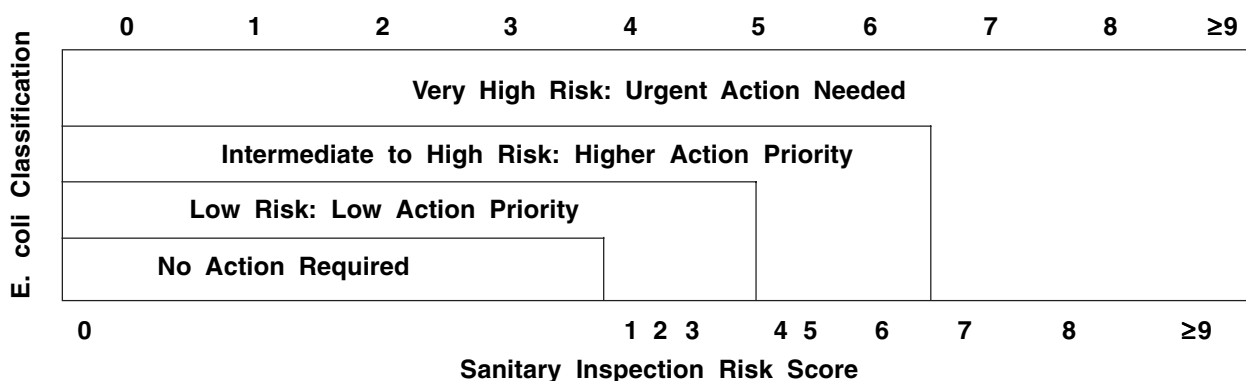 0 1 2 3 4 5 6 7 8 ≥9
E. coli Classification
Very High Risk: Urgent Action Needed
Intermediate to High Risk: Higher Action Priority
Low Risk: Low Action Priority
No Action Required
0 1 2 3 4 5 6 7 8 ≥9
Sanitary Inspection Risk Score